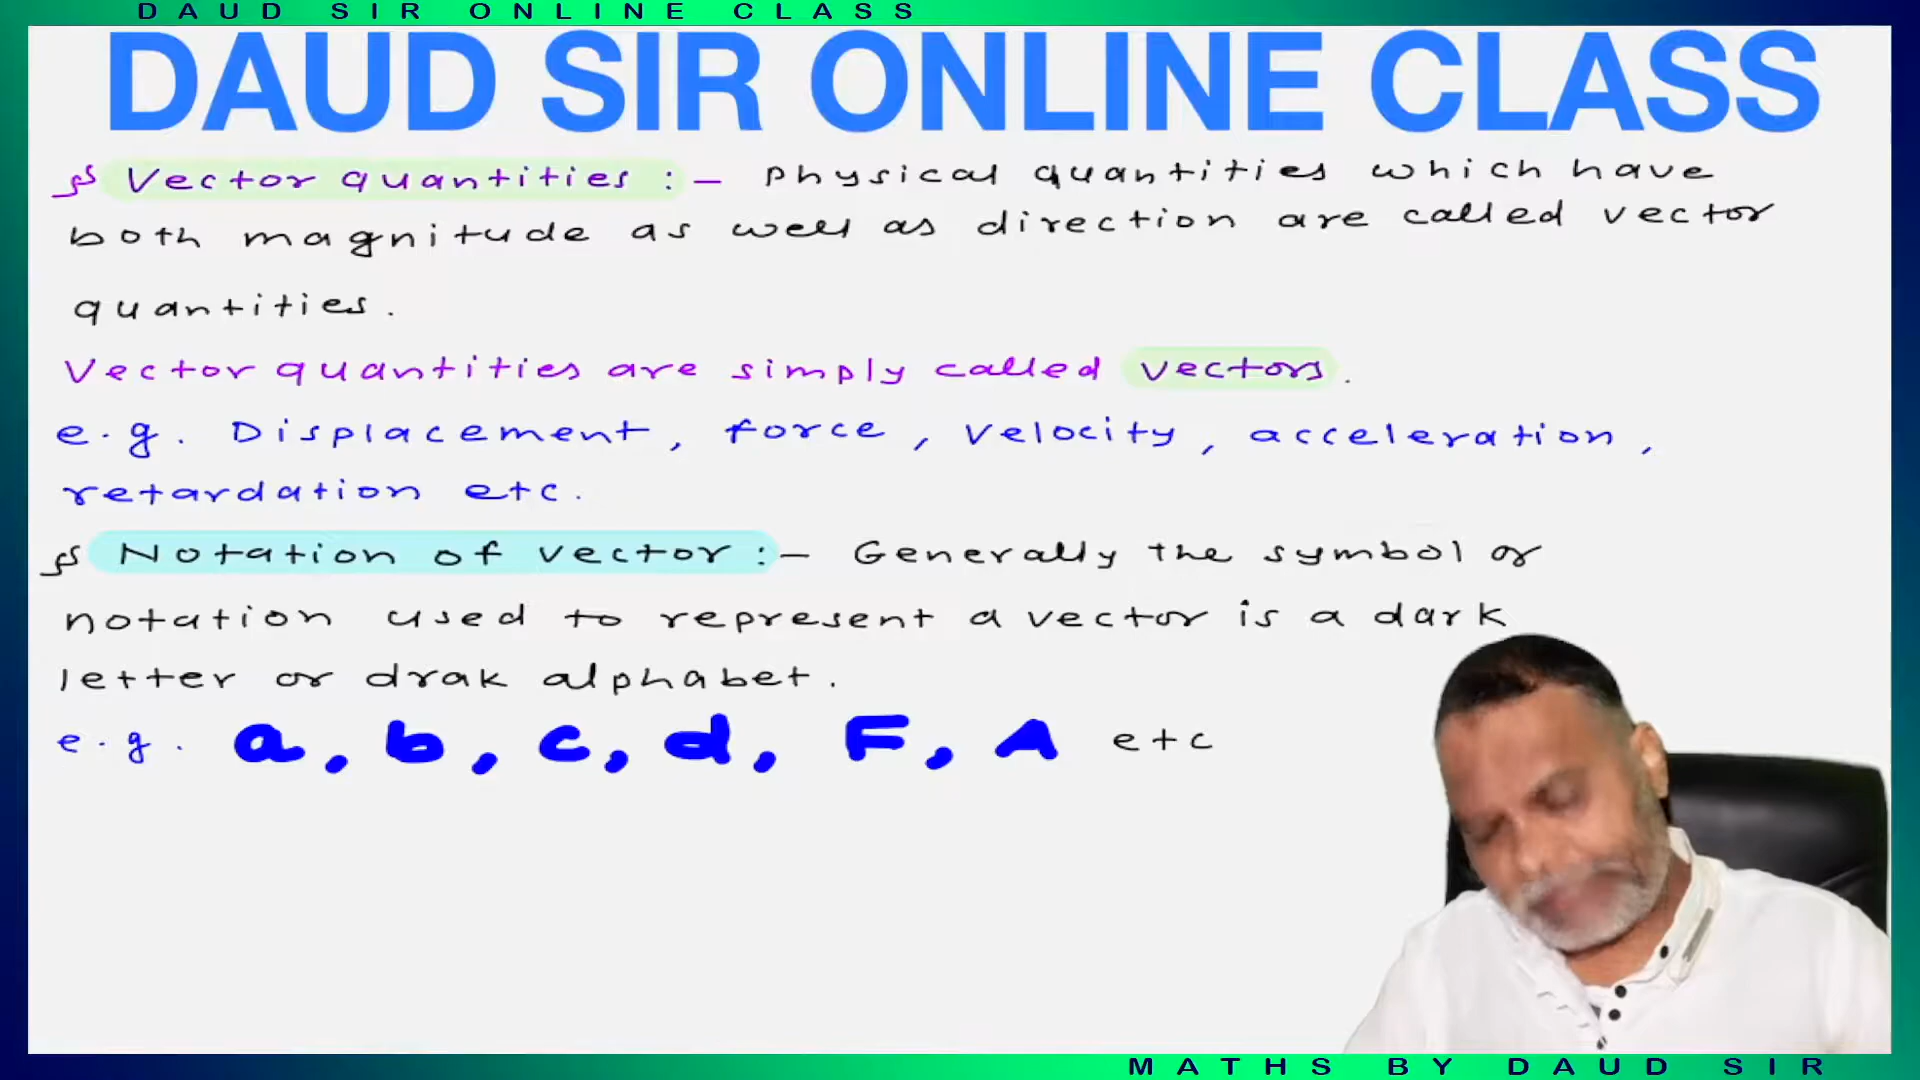 DAUD SIR ONLINE CLASS
DAUD SIR ONLINE CLASS
Vector quantities :- Physical quantities which have
both magnitude as well as direction are called vector
quantities.
Vector quantities are simply called vectors.
e.g. Displacement, force, velocity, acceleration,
retardation etc.
Notation of vector :- Generally the symbol or
notation used to represent a vector is a dark
letter or drak alphabet.
e.g. a, b, c, d, F, A etc
MATHS BY DAUD SIR